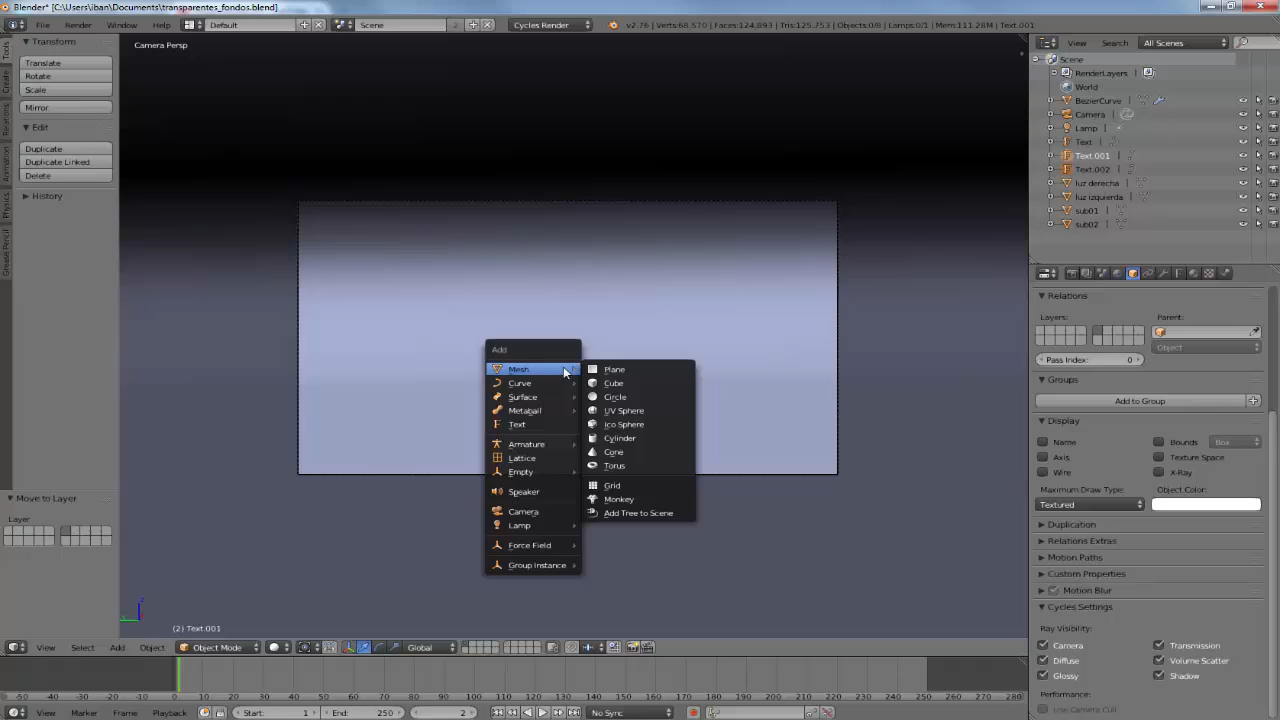 Blender* [C:\Users\iban\Documents\transparentes_fondos.blend]
File Render Window Help Default Scene 2 Cycles Render v2.76 | Verts:68,570 | Faces:124,893 | Tris:125,753 | Objects:0/8 | Lamps:0/1 | Mem:111.28M | Text.001
Transform
Translate
Rotate
Scale
Mirror
Edit
Duplicate
Duplicate Linked
Delete
History
Tools
Create
Relations
Animation
Physics
Grease Pencil
Move to Layer
Layer
Camera Persp
Add
Mesh
Curve
Surface
Metaball
Text
Armature
Lattice
Empty
Speaker
Camera
Lamp
Force Field
Group Instance
Plane
Cube
Circle
UV Sphere
Ico Sphere
Cylinder
Cone
Torus
Grid
Monkey
Add Tree to Scene
(2) Text.001
View Select Add Object Object Mode Global
View Search All Scenes
Scene
RenderLayers
World
BezierCurve
Camera
Lamp
Text
Text.001
Text.002
luz derecha
luz izquierda
sub01
sub02
Relations
Layers: Parent:
Object
Pass Index: 0
Groups
Add to Group
Display
Name Bounds Box
Axis Texture Space
Wire X-Ray
Maximum Draw Type: Object Color:
Textured
Duplication
Relations Extras
Motion Paths
Custom Properties
Motion Blur
Cycles Settings
Ray Visibility:
Camera Transmission
Diffuse Volume Scatter
Glossy Shadow
Performance:
Use Camera Cull
-50 -40 -30 -20 -10 0 10 20 30 40 50 60 70 80 90 100 110 120 130 140 150 160 170 180 190 200 210 220 230 240 250 260 270 280
View Marker Frame Playback Start: 1 End: 250 2 No Sync